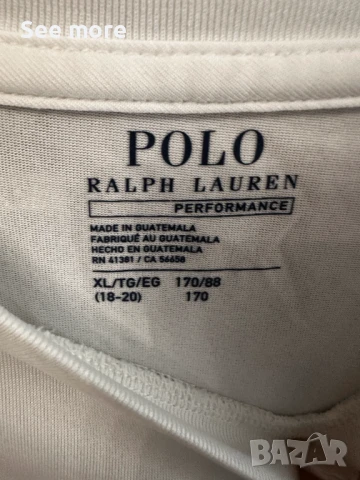 See more
POLO
RALPH LAUREN
PERFORMANCE
MADE IN GUATEMALA
FABRIQUÉ AU GUATEMALA
HECHO EN GUATEMALA
RN 41381 / CA 56658
XL/TG/EG 170/88
(18-20) 170
BAZAR